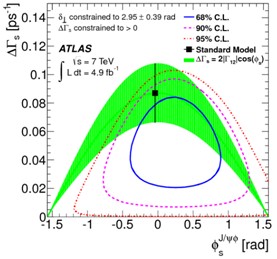 ΔΓs [ps⁻¹]
δ⊥ constrained to 2.95 ± 0.39 rad
ΔΓs constrained to > 0
ATLAS
√s = 7 TeV
∫ L dt = 4.9 fb⁻¹
68% C.L.
90% C.L.
95% C.L.
Standard Model
ΔΓs = 2|Γ12|cos(φs)
0.14
0.12
0.1
0.08
0.06
0.04
0.02
0
-1.5 -1 -0.5 0 0.5 1 1.5
φs^J/ψφ [rad]